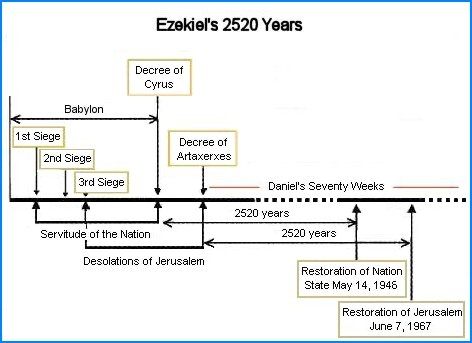 Ezekiel's 2520 Years
Decree of
Cyrus
Babylon
1st Siege
2nd Siege
3rd Siege
Decree of
Artaxerxes
Daniel's Seventy Weeks
2520 years
Servitude of the Nation
2520 years
Desolations of Jerusalem
Restoration of Nation
State May 14, 1946
Restoration of Jerusalem
June 7, 1967